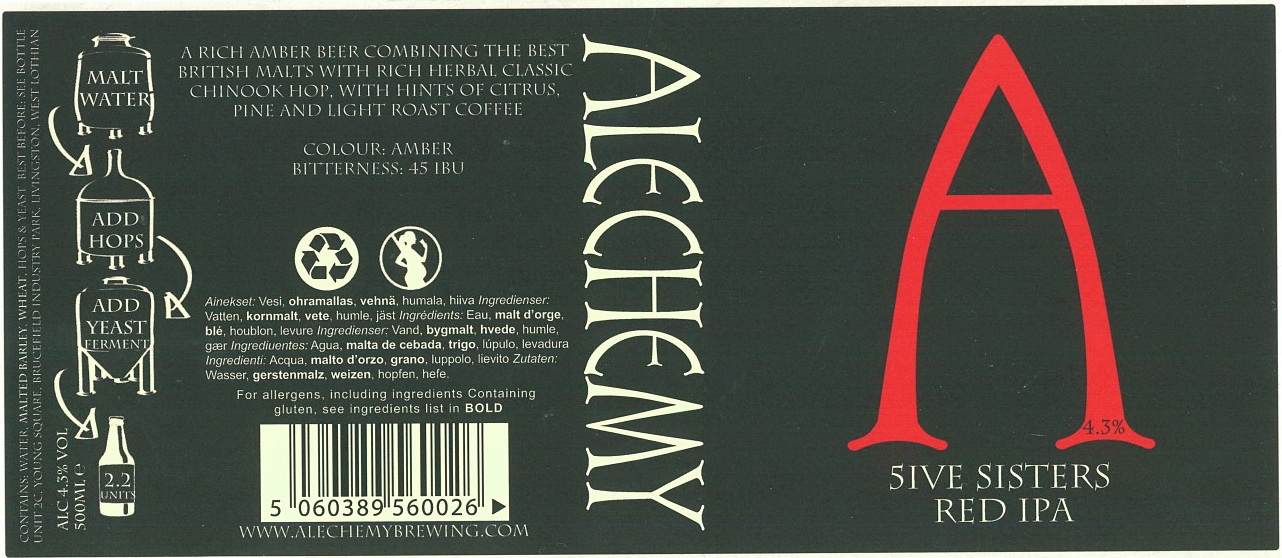 CONTAINS: WATER, MALTED BARLEY, WHEAT, HOPS & YEAST BEST BEFORE: SEE BOTTLE
UNIT 2C, YOUNG SQUARE, BRUCEFIELD INDUSTRY PARK, LIVINGSTON, WEST LOTHIAN
MALT
WATER
ADD
HOPS
ADD
YEAST
FERMENT
2.2
UNITS
ALC 4.3% VOL
500ML e
A RICH AMBER BEER COMBINING THE BEST
BRITISH MALTS WITH RICH HERBAL CLASSIC
CHINOOK HOP, WITH HINTS OF CITRUS,
PINE AND LIGHT ROAST COFFEE
COLOUR: AMBER
BITTERNESS: 45 IBU
Ainekset: Vesi, ohramallas, vehnä, humala, hiiva Ingredienser:
Vatten, kornmalt, vete, humle, jäst Ingrédients: Eau, malt d'orge,
blé, houblon, levure Ingredienser: Vand, bygmalt, hvede, humle,
gær Ingrediuentes: Agua, malta de cebada, trigo, lúpulo, levadura
Ingredienti: Acqua, malto d'orzo, grano, luppolo, lievito Zutaten:
Wasser, gerstenmalz, weizen, hopfen, hefe.
For allergens, including ingredients Containing
gluten, see ingredients list in BOLD
5 060389 560026
WWW.ALECHEMYBREWING.COM
ALECHEMY
A
4.3%
5IVE SISTERS
RED IPA